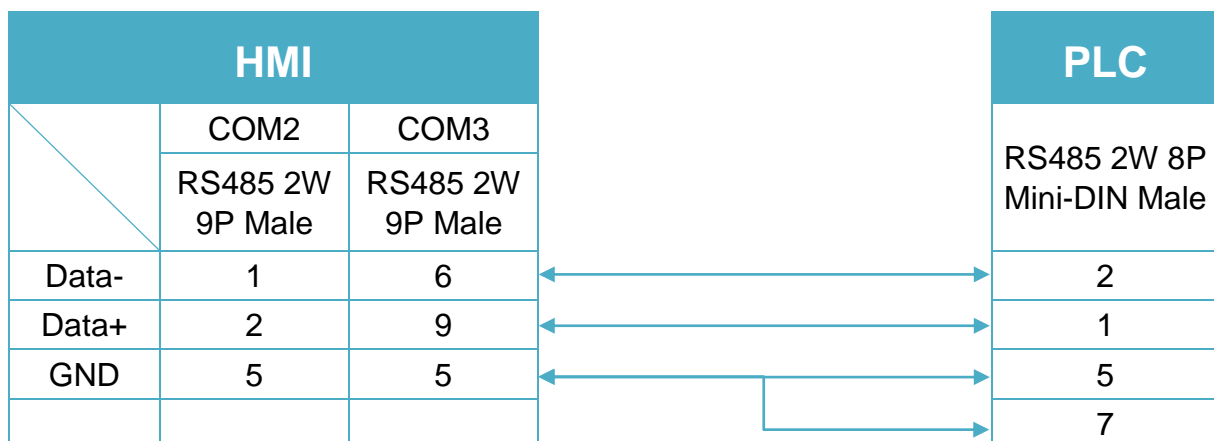 HMI PLC
COM2 COM3
RS485 2W 9P Male RS485 2W 9P Male RS485 2W 8P Mini-DIN Male
Data- 1 6 2
Data+ 2 9 1
GND 5 5 5
7